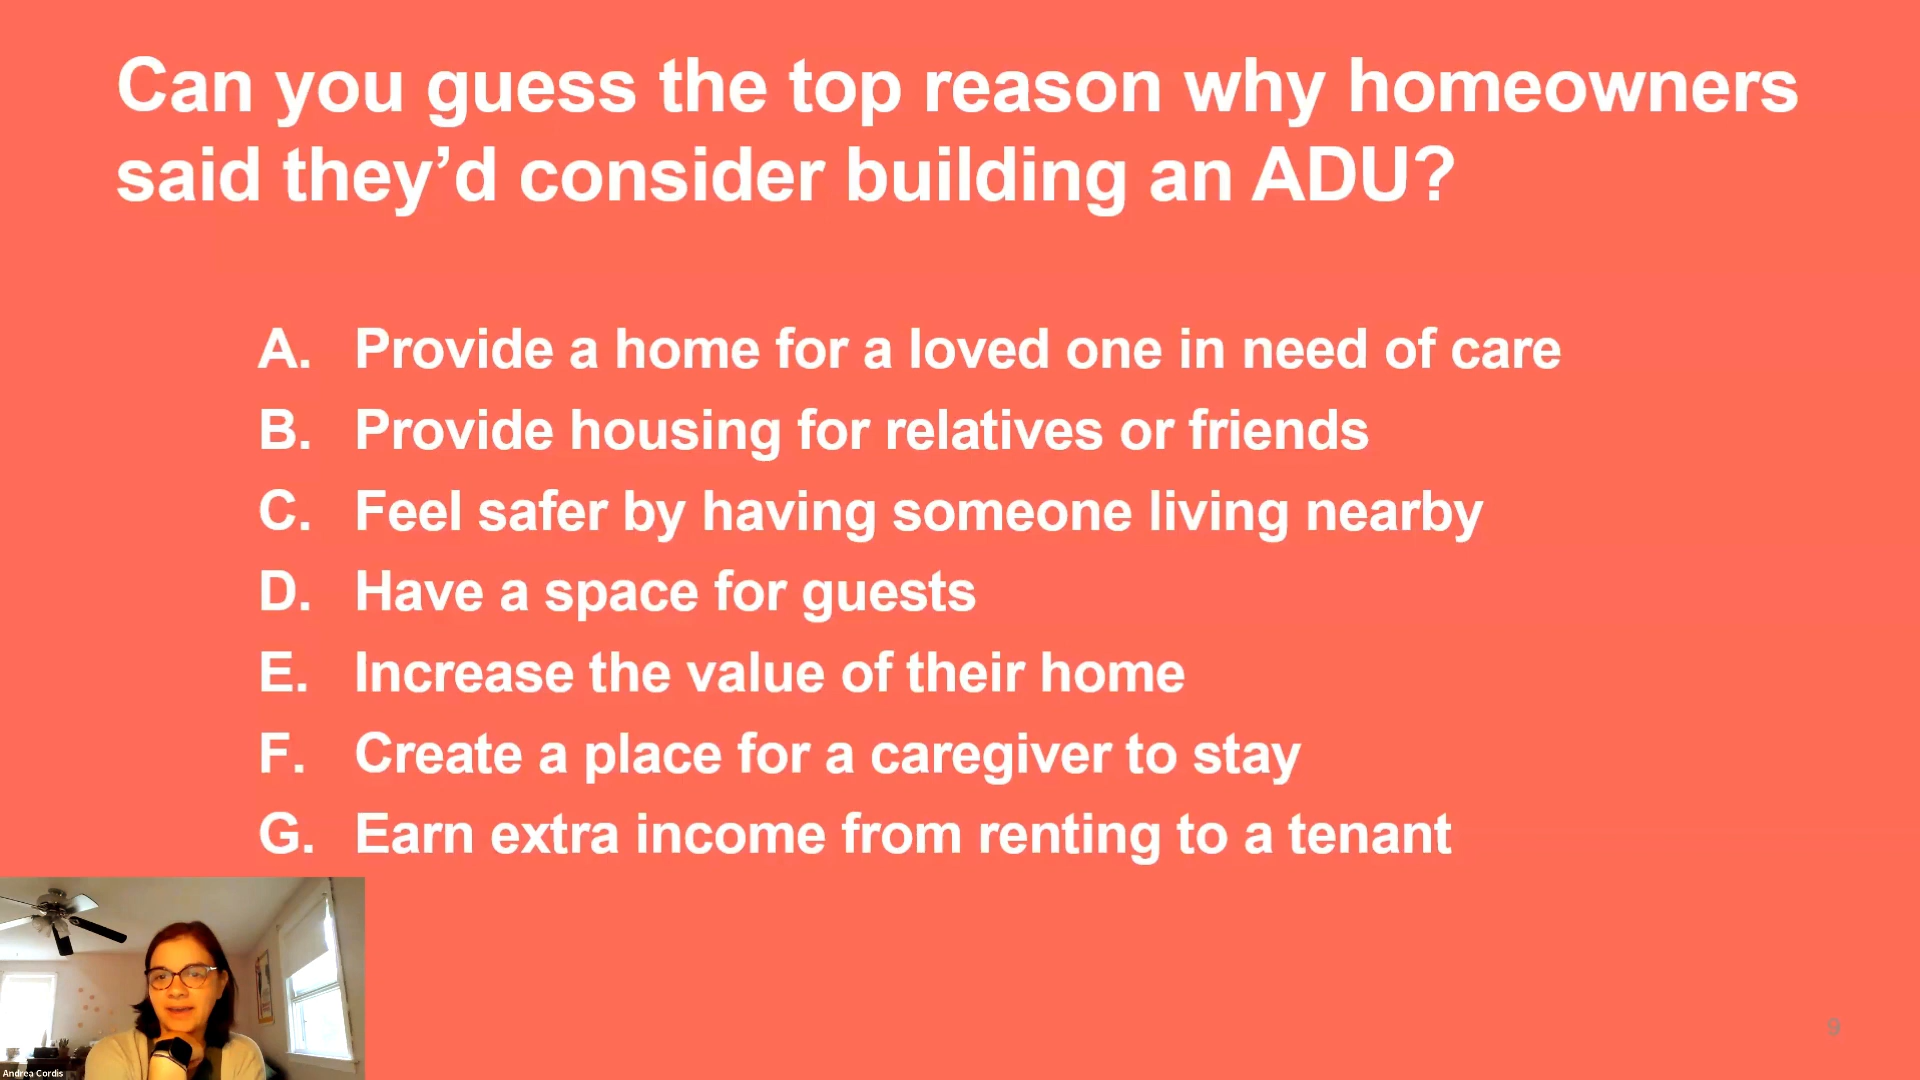 Can you guess the top reason why homeowners
said they’d consider building an ADU?
A. Provide a home for a loved one in need of care
B. Provide housing for relatives or friends
C. Feel safer by having someone living nearby
D. Have a space for guests
E. Increase the value of their home
F. Create a place for a caregiver to stay
G. Earn extra income from renting to a tenant
Andrea Cordis
9